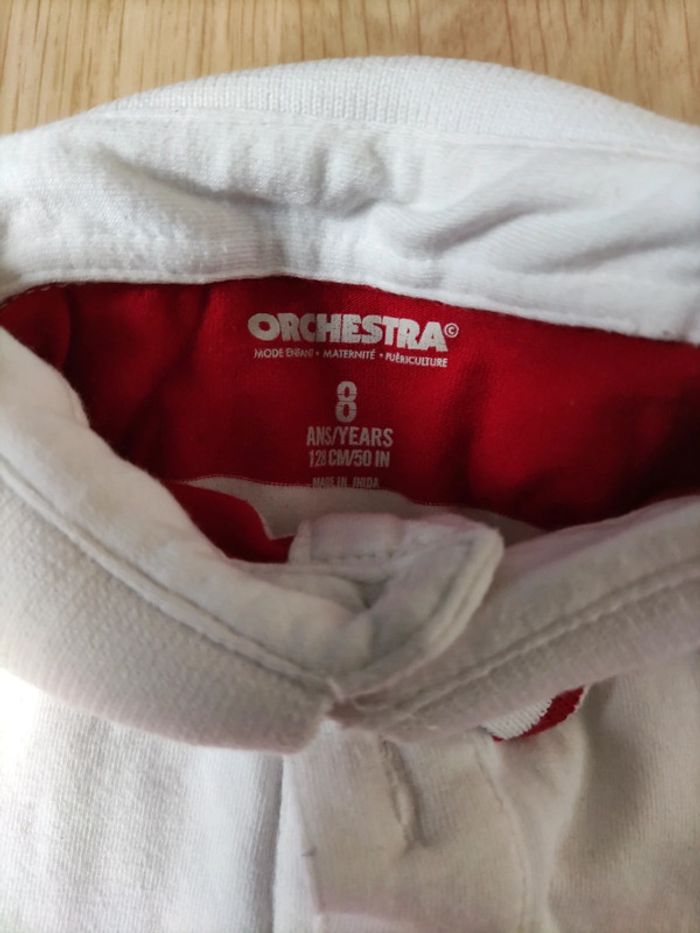 ORCHESTRA©
MODE ENFANT • MATERNITÉ • PUÉRICULTURE
8
ANS/YEARS
128 CM/50 IN
MADE IN INDIA